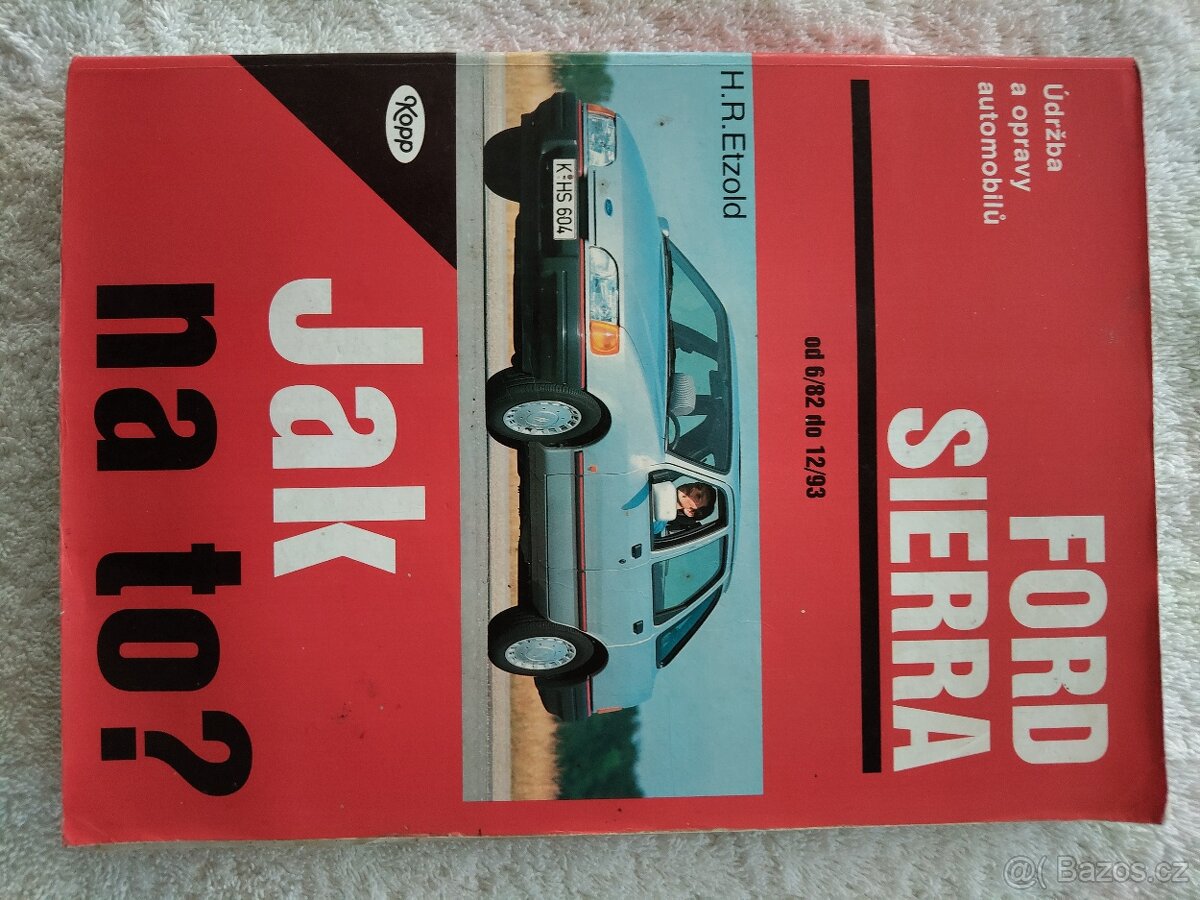 Údržba
a opravy
automobilů
FORD
SIERRA
od 6/82 do 12/93
H.R.Etzold
K HS 604
Kopp
Jak
na to?
@( Bazos.cz